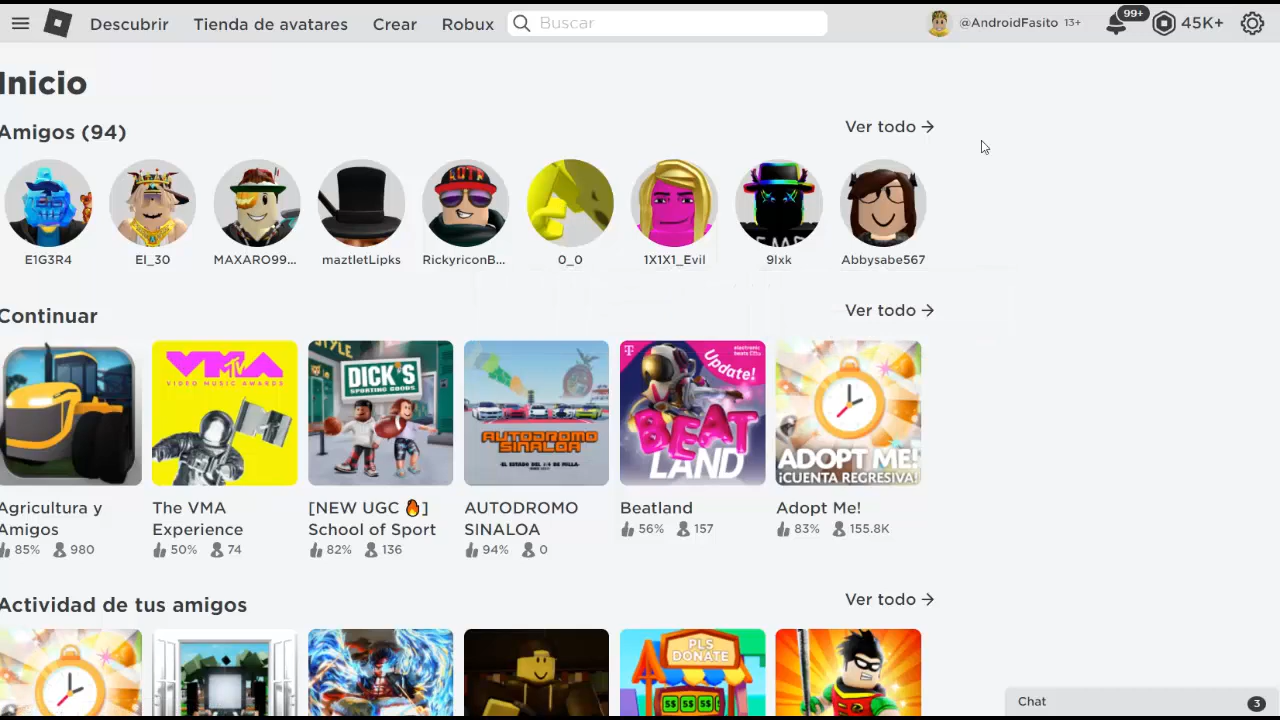 Descubrir Tienda de avatares Crear Robux Buscar @AndroidFasito 13+ 99+ 45K+
Inicio
Amigos (94) Ver todo →
E1G3R4 El_30 MAXARO99... maztletLipks RickyriconB... 0_0 1X1X1_Evil 9lxk Abbysabe567
Continuar Ver todo →
VMA
VIDEO MUSIC AWARDS
STYLE
DICK'S
SPORTING GOODS
AUTODROMO
SINALOA
T
Update!
BEAT
LAND
ADOPT ME!
¡CUENTA REGRESIVA!
Agricultura y
Amigos
85% 980
The VMA
Experience
50% 74
[NEW UGC 🔥]
School of Sport
82% 136
AUTODROMO
SINALOA
94% 0
Beatland
56% 157
Adopt Me!
83% 155.8K
Actividad de tus amigos Ver todo →
PLS
DONATE
Chat 3